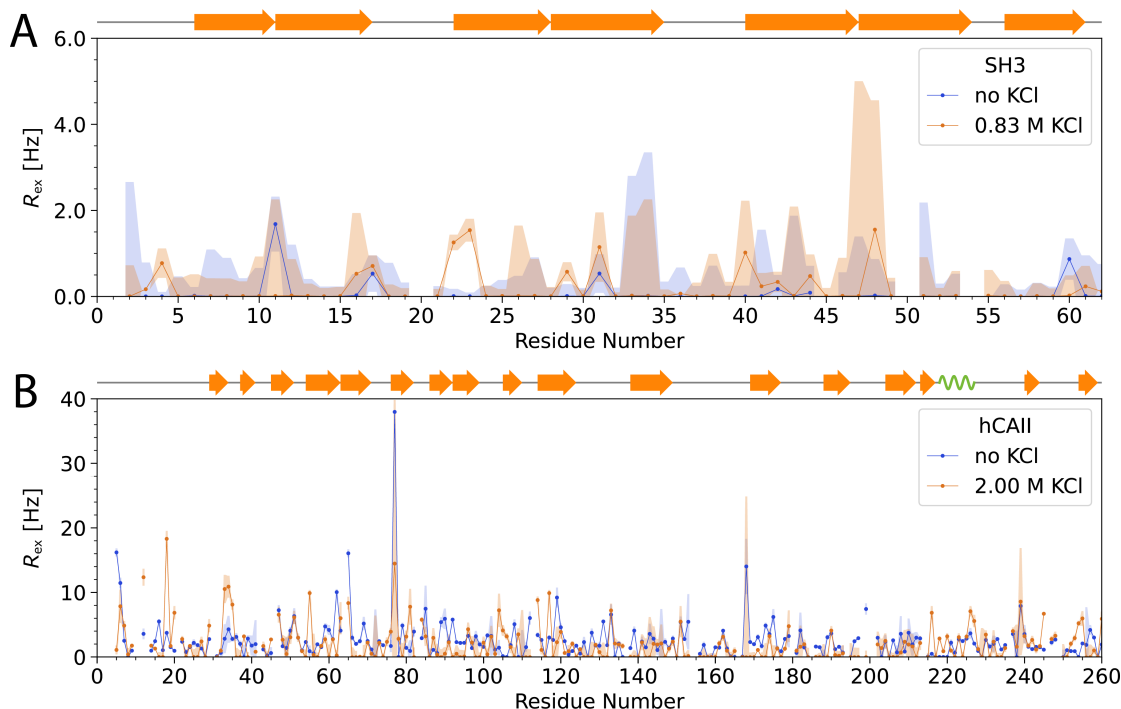 A
6.0
4.0
2.0
0.0
R_ex [Hz]
SH3
no KCl
0.83 M KCl
0 5 10 15 20 25 30 35 40 45 50 55 60
Residue Number
B
40
30
20
10
0
R_ex [Hz]
hCAII
no KCl
2.00 M KCl
0 20 40 60 80 100 120 140 160 180 200 220 240 260
Residue Number